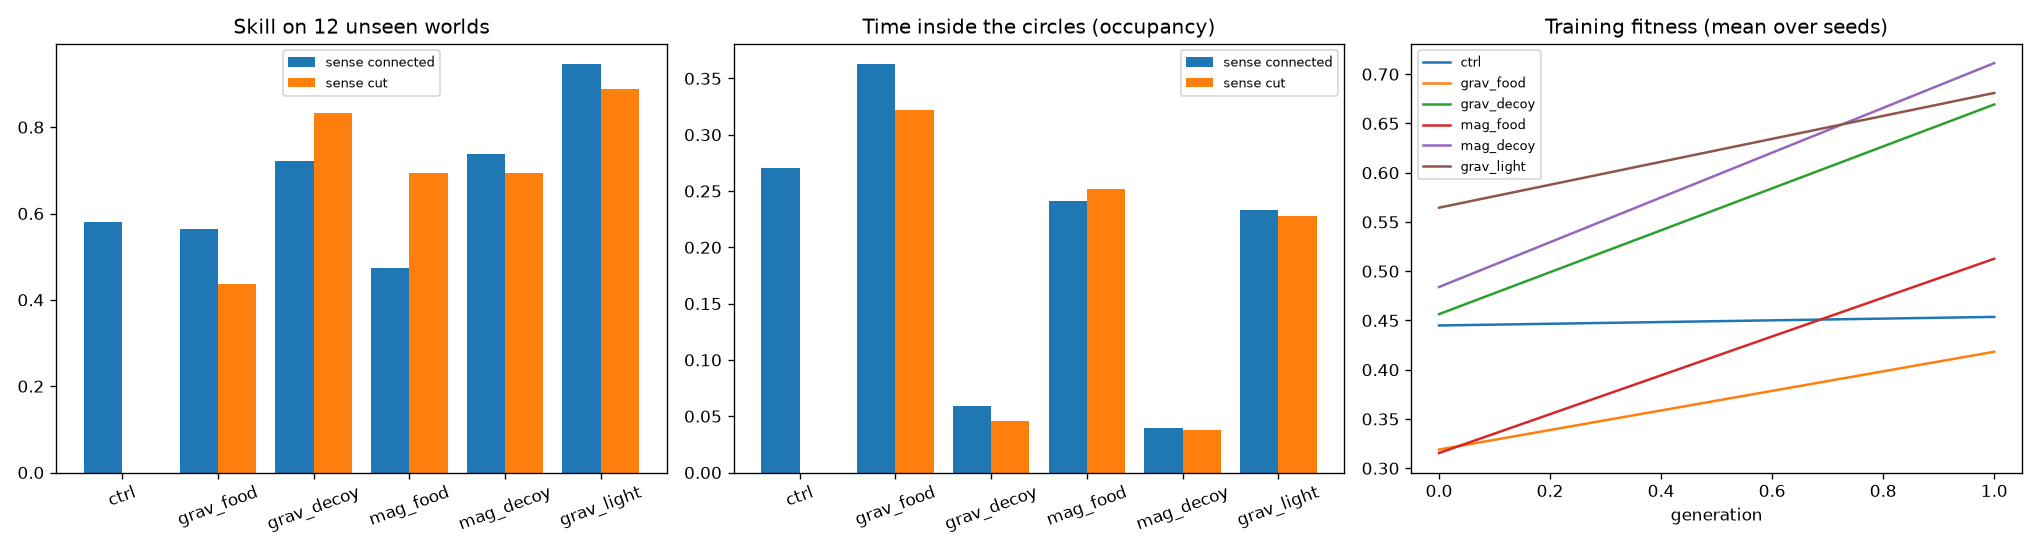 Skill on 12 unseen worlds
sense connected
sense cut
0.8
0.6
0.4
0.2
0.0
ctrl
grav_food
grav_decoy
mag_food
mag_decoy
grav_light
Time inside the circles (occupancy)
sense connected
sense cut
0.35
0.30
0.25
0.20
0.15
0.10
0.05
0.00
ctrl
grav_food
grav_decoy
mag_food
mag_decoy
grav_light
Training fitness (mean over seeds)
ctrl
grav_food
grav_decoy
mag_food
mag_decoy
grav_light
0.70
0.65
0.60
0.55
0.50
0.45
0.40
0.35
0.30
0.0 0.2 0.4 0.6 0.8 1.0
generation